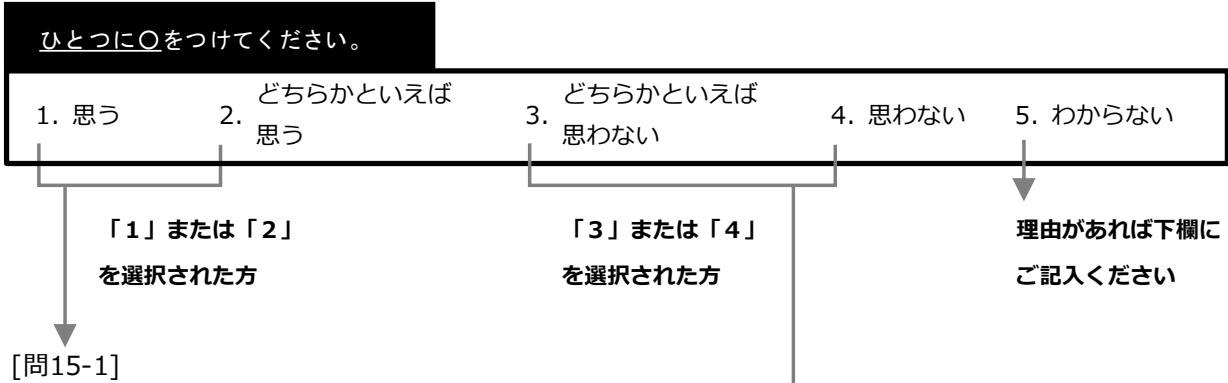 ひとつに〇をつけてください。
1. 思う
2. どちらかといえば
思う
3. どちらかといえば
思わない
4. 思わない
5. わからない
「１」または「２」
を選択された方
「３」または「４」
を選択された方
理由があれば下欄に
ご記入ください
[問15-1]